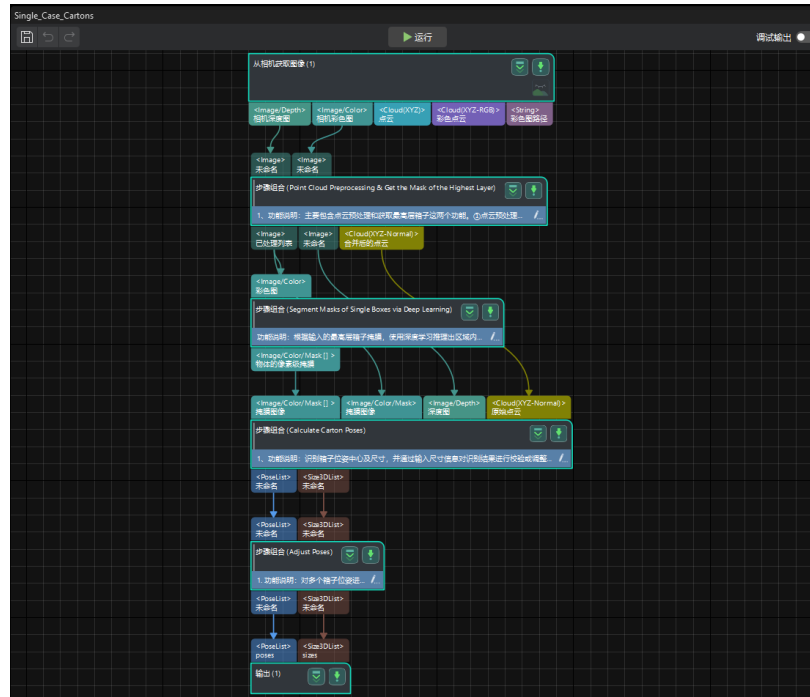 Single_Case_Cartons
运行
调试输出
从相机获取图像 (1)
<Image/Depth> <Image/Color> <Cloud(XYZ)> <Cloud(XYZ-RGB)> <String>
相机深度图 相机彩色图 点云 彩色点云 彩色图路径
<Image> <Image>
未命名 未命名
步骤组合 (Point Cloud Preprocessing & Get the Mask of the Highest Layer)
1、功能说明：主要包含点云预处理和获取最高层箱子这两个功能，①点云预处理...
<Image> <Image> <Cloud(XYZ-Normal)>
已处理列表 未命名 合并后的点云
<Image/Color>
彩色图
步骤组合 (Segment Masks of Single Boxes via Deep Learning)
功能说明：根据输入的最高层箱子掩膜，使用深度学习推理出区域内...
<Image/Color/Mask [] >
物体的像素级掩膜
<Image/Color/Mask [] > <Image/Color/Mask> <Image/Depth> <Cloud(XYZ-Normal)>
掩膜图像 掩膜图像 深度图 原始点云
步骤组合 (Calculate Carton Poses)
1、功能说明：识别箱子位姿中心及尺寸，并通过输入尺寸信息对识别结果进行校验或调整...
<PoseList> <Size3DList>
未命名 未命名
<PoseList> <Size3DList>
未命名 未命名
步骤组合 (Adjust Poses)
1. 功能说明：对多个箱子位姿进...
<PoseList> <Size3DList>
未命名 未命名
<PoseList> <Size3DList>
poses sizes
输出 (1)